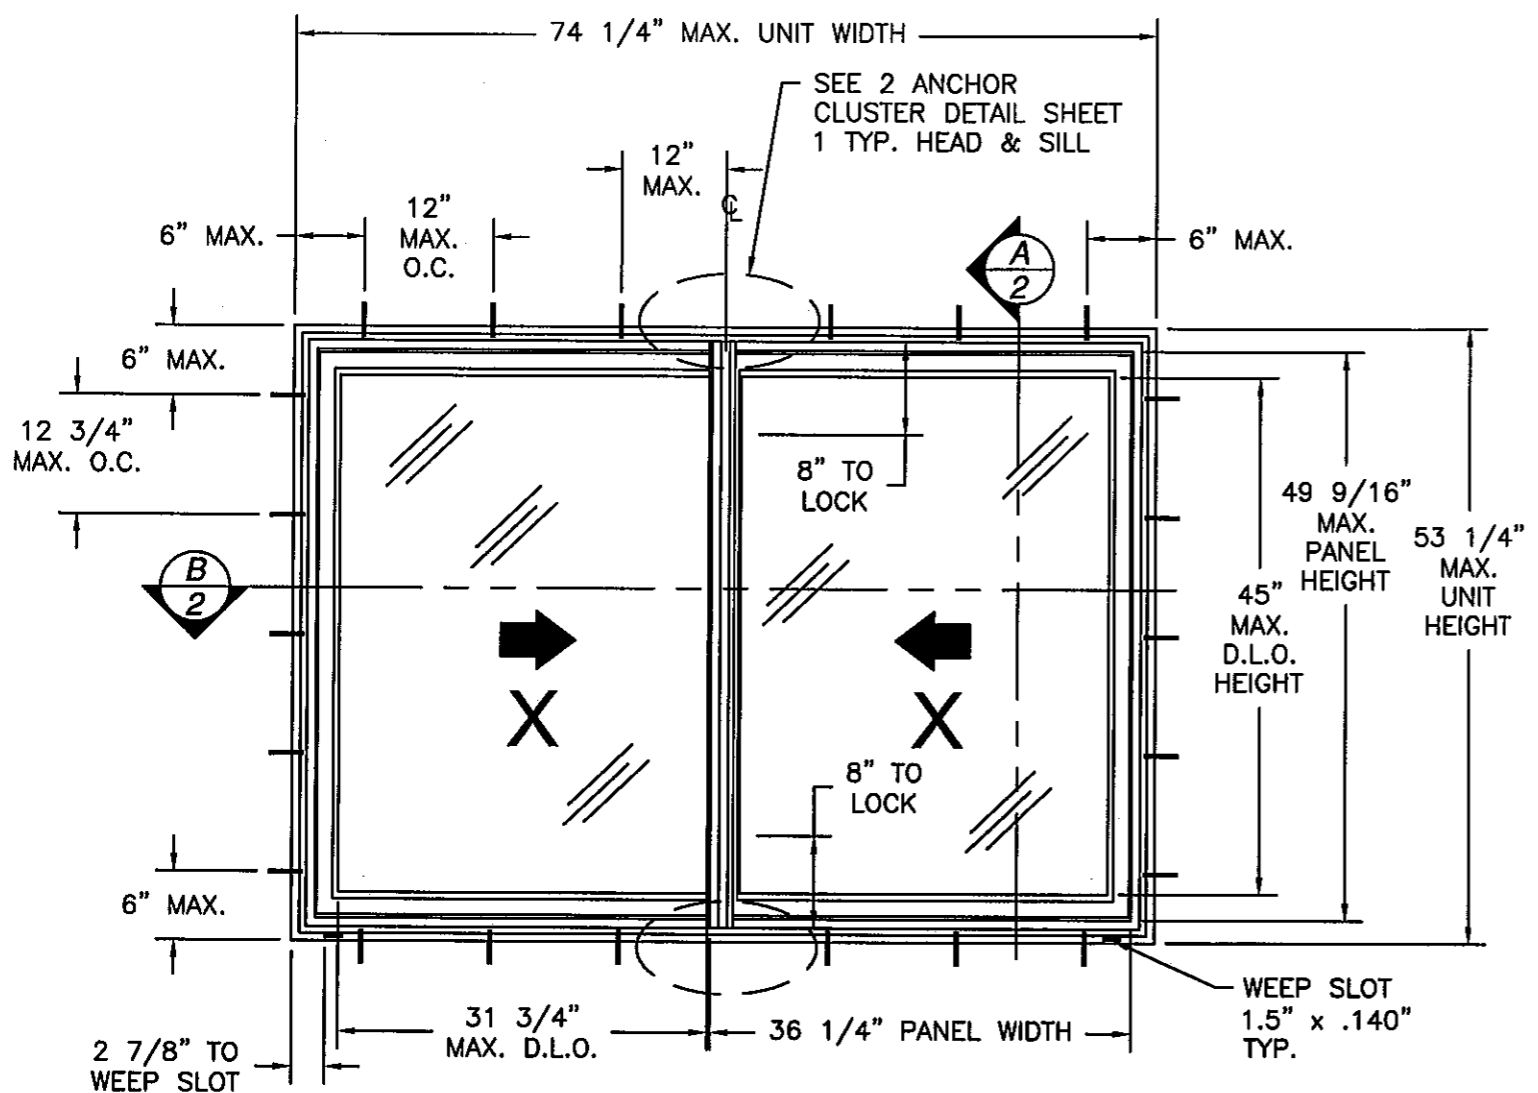 74 1/4" MAX. UNIT WIDTH
SEE 2 ANCHOR
CLUSTER DETAIL SHEET
1 TYP. HEAD & SILL
12"
MAX.
CL
6" MAX.
12"
MAX.
O.C.
A
2
6" MAX.
6" MAX.
12 3/4"
MAX. O.C.
8" TO
LOCK
49 9/16"
MAX.
PANEL
HEIGHT
53 1/4"
MAX.
UNIT
HEIGHT
B
2
45"
MAX.
D.L.O.
HEIGHT
X
X
8" TO
LOCK
6" MAX.
WEEP SLOT
1.5" x .140"
TYP.
31 3/4"
MAX. D.L.O.
36 1/4" PANEL WIDTH
2 7/8" TO
WEEP SLOT